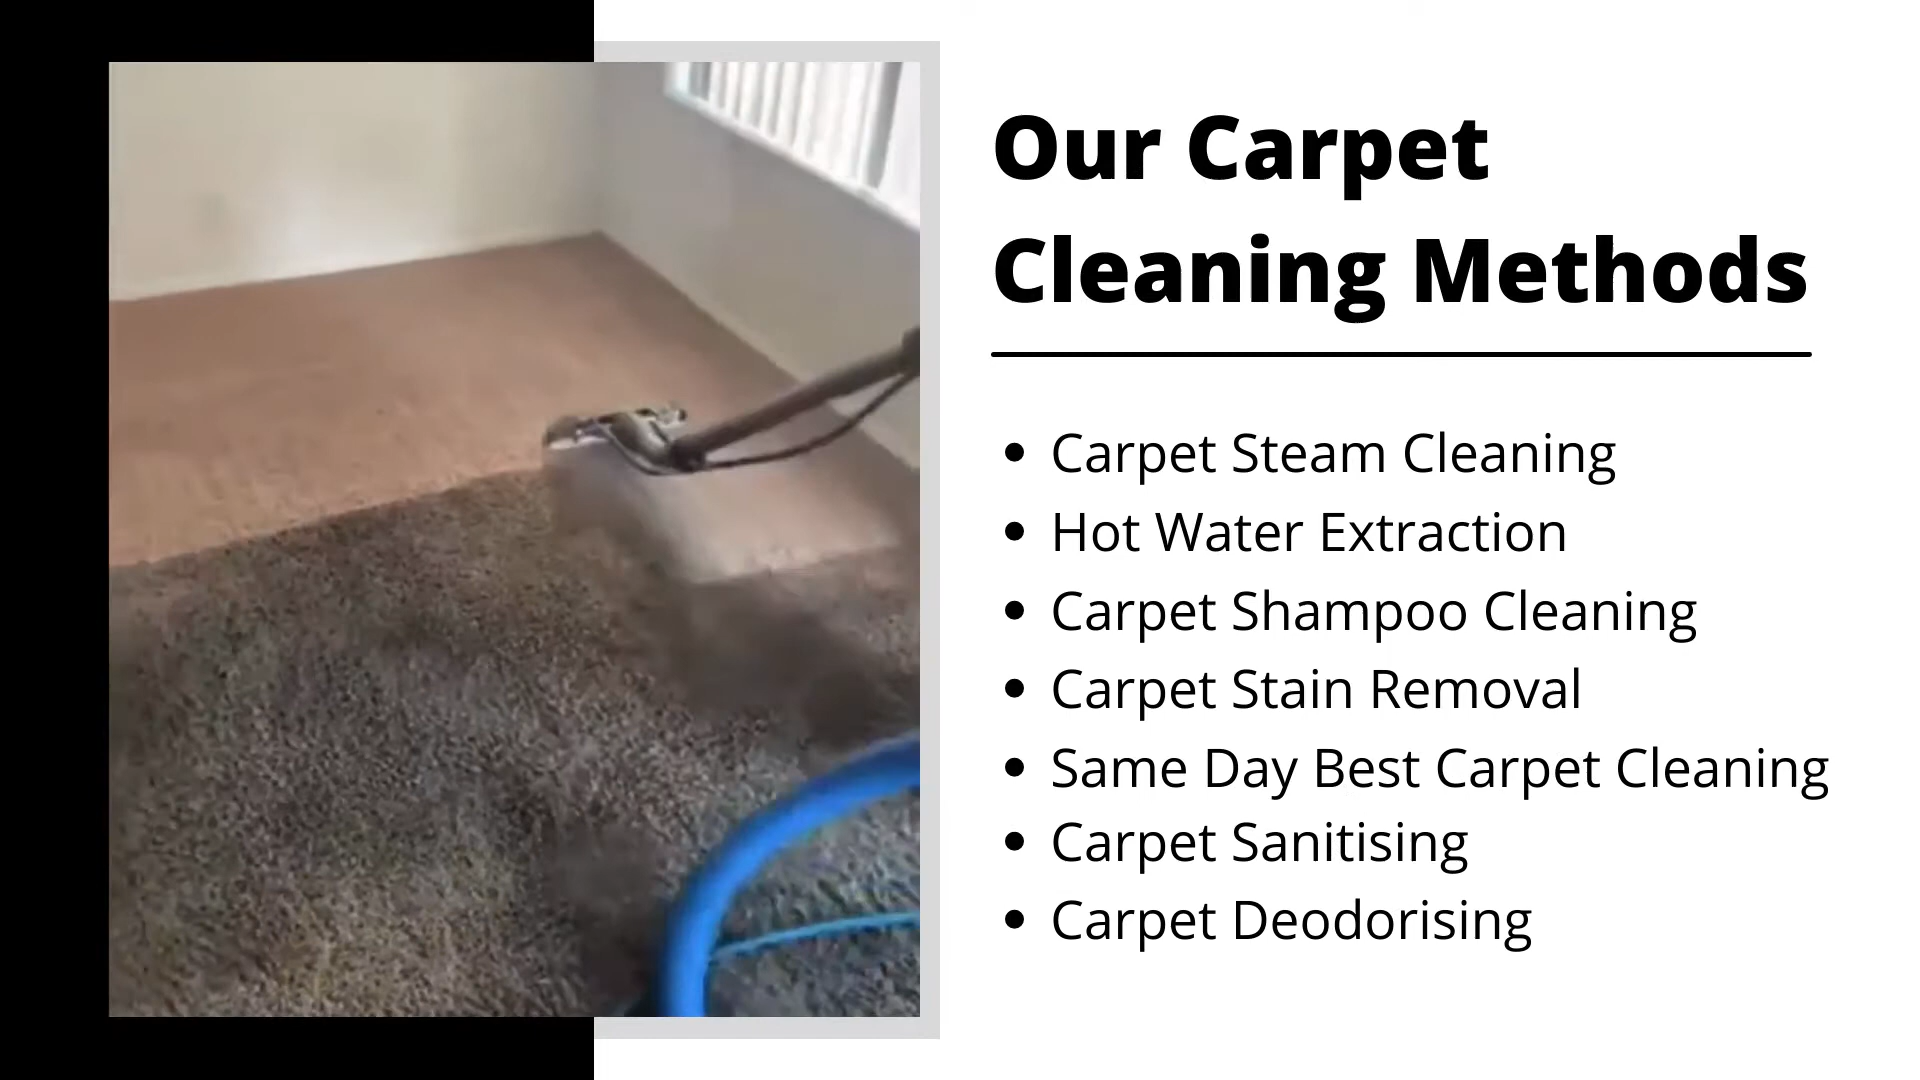 Our Carpet
Cleaning Methods
• Carpet Steam Cleaning
• Hot Water Extraction
• Carpet Shampoo Cleaning
• Carpet Stain Removal
• Same Day Best Carpet Cleaning
• Carpet Sanitising
• Carpet Deodorising